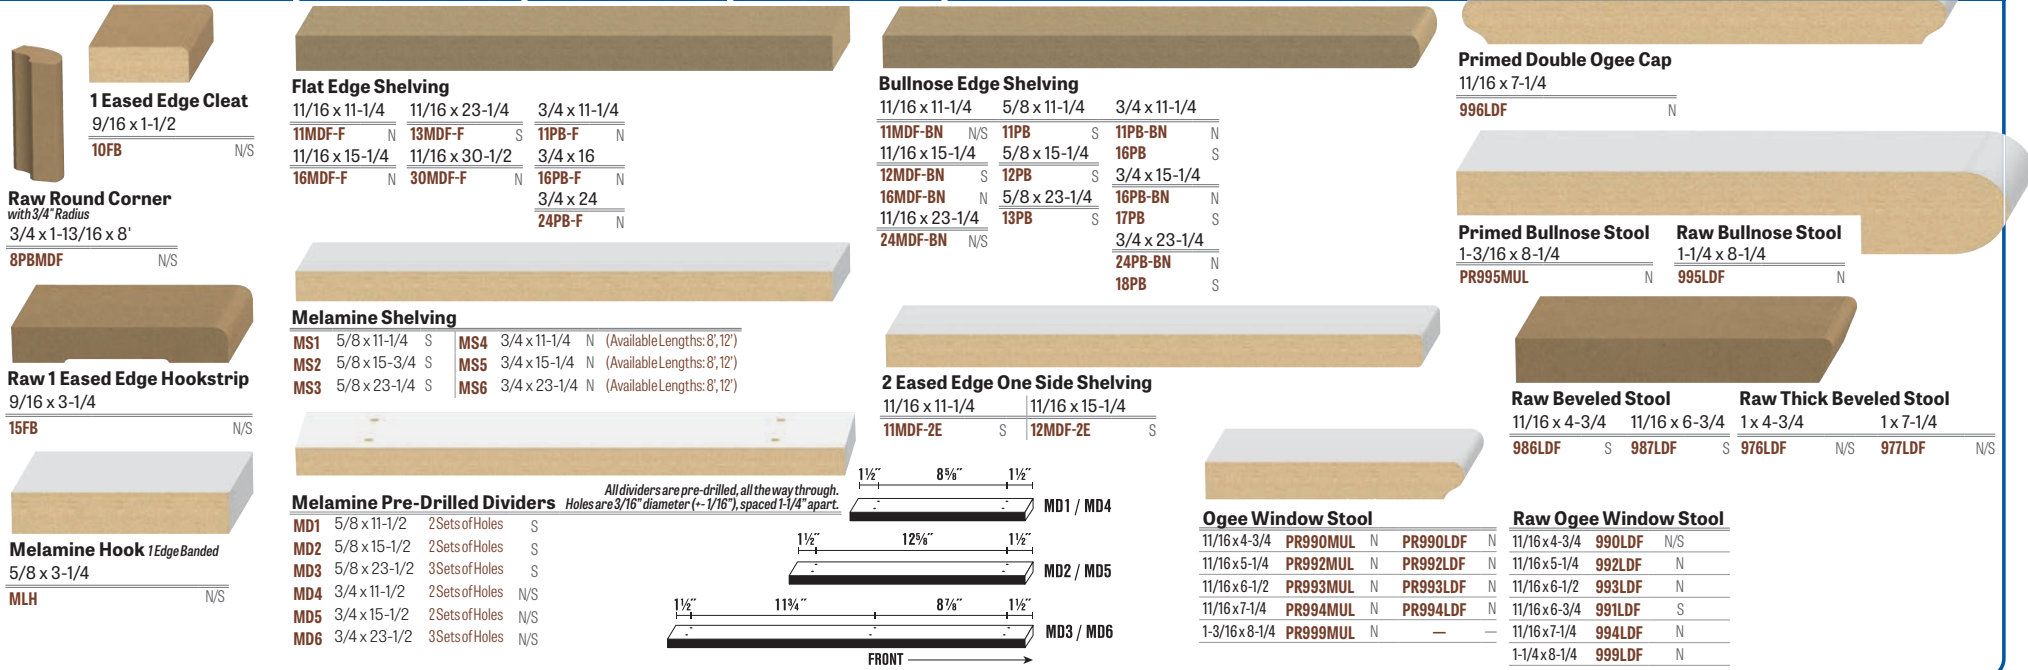 1 Eased Edge Cleat
9/16 x 1-1/2
10FB N/S
Raw Round Corner
with 3/4" Radius
3/4 x 1-13/16 x 8'
8PBMDF N/S
Raw 1 Eased Edge Hookstrip
9/16 x 3-1/4
15FB N/S
Melamine Hook 1 Edge Banded
5/8 x 3-1/4
MLH N/S
Flat Edge Shelving
11/16 x 11-1/4 11/16 x 23-1/4 3/4 x 11-1/4
11MDF-F N 13MDF-F S 11PB-F N
11/16 x 15-1/4 11/16 x 30-1/2 3/4 x 16
16MDF-F N 30MDF-F N 16PB-F N
3/4 x 24
24PB-F N
Melamine Shelving
MS1 5/8 x 11-1/4 S MS4 3/4 x 11-1/4 N (Available Lengths: 8', 12')
MS2 5/8 x 15-3/4 S MS5 3/4 x 15-1/4 N (Available Lengths: 8', 12')
MS3 5/8 x 23-1/4 S MS6 3/4 x 23-1/4 N (Available Lengths: 8', 12')
Melamine Pre-Drilled Dividers
All dividers are pre-drilled, all the way through.
Holes are 3/16" diameter (+- 1/16"), spaced 1-1/4" apart.
MD1 5/8 x 11-1/2 2 Sets of Holes S
MD2 5/8 x 15-1/2 2 Sets of Holes S
MD3 5/8 x 23-1/2 3 Sets of Holes S
MD4 3/4 x 11-1/2 2 Sets of Holes N/S
MD5 3/4 x 15-1/2 2 Sets of Holes N/S
MD6 3/4 x 23-1/2 3 Sets of Holes N/S
1½" 8⅝" 1½"
MD1 / MD4
1½" 12⅝" 1½"
MD2 / MD5
1½" 11¾" 8⅞" 1½"
MD3 / MD6
FRONT
Bullnose Edge Shelving
11/16 x 11-1/4 5/8 x 11-1/4 3/4 x 11-1/4
11MDF-BN N/S 11PB S 11PB-BN N
11/16 x 15-1/4 5/8 x 15-1/4 16PB S
12MDF-BN S 12PB S 3/4 x 15-1/4
16MDF-BN N 5/8 x 23-1/4 16PB-BN N
11/16 x 23-1/4 13PB S 17PB S
24MDF-BN N/S 3/4 x 23-1/4
24PB-BN N
18PB S
2 Eased Edge One Side Shelving
11/16 x 11-1/4 11/16 x 15-1/4
11MDF-2E S 12MDF-2E S
Primed Double Ogee Cap
11/16 x 7-1/4
996LDF N
Primed Bullnose Stool Raw Bullnose Stool
1-3/16 x 8-1/4 1-1/4 x 8-1/4
PR995MUL N 995LDF N
Raw Beveled Stool Raw Thick Beveled Stool
11/16 x 4-3/4 11/16 x 6-3/4 1 x 4-3/4 1 x 7-1/4
986LDF S 987LDF S 976LDF N/S 977LDF N/S
Ogee Window Stool
11/16 x 4-3/4 PR990MUL N PR990LDF N
11/16 x 5-1/4 PR992MUL N PR992LDF N
11/16 x 6-1/2 PR993MUL N PR993LDF N
11/16 x 7-1/4 PR994MUL N PR994LDF N
1-3/16 x 8-1/4 PR999MUL N — —
Raw Ogee Window Stool
11/16 x 4-3/4 990LDF N/S
11/16 x 5-1/4 992LDF N
11/16 x 6-1/2 993LDF N
11/16 x 6-3/4 991LDF S
11/16 x 7-1/4 994LDF N
1-1/4 x 8-1/4 999LDF N